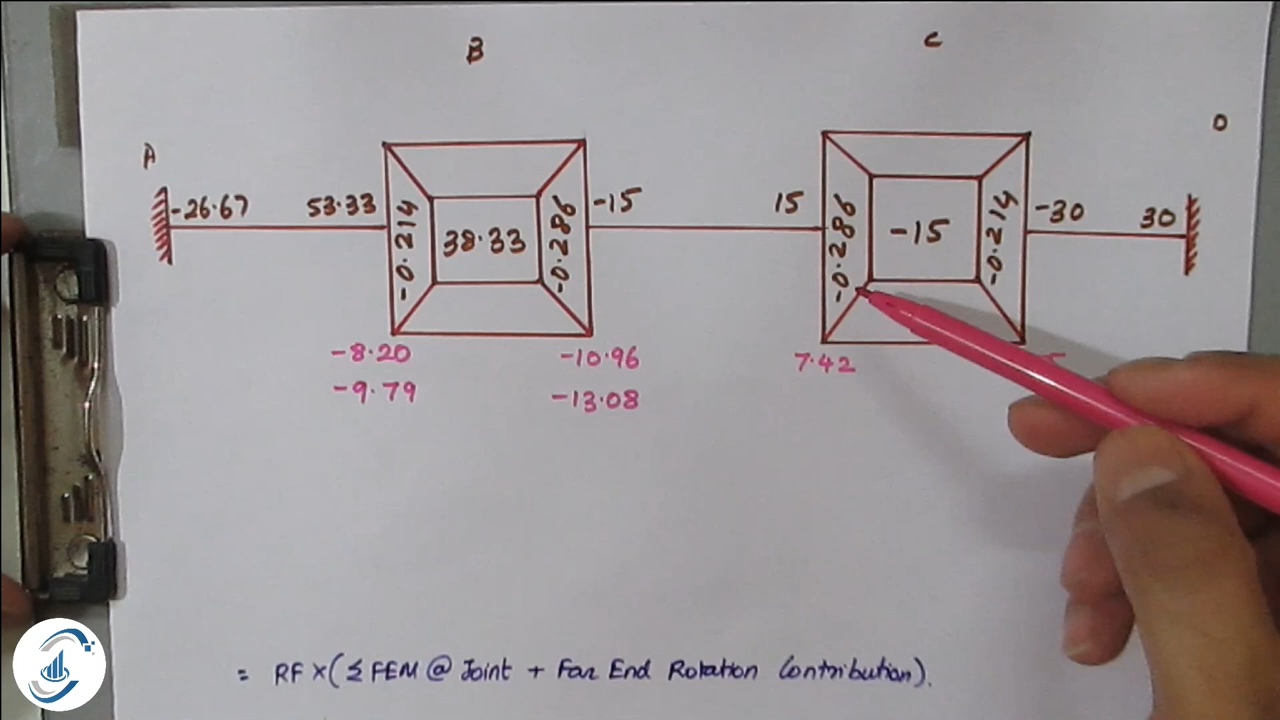 B
C
A
D
-26.67 53.33 -0.214 38.33 -0.286 -15 15 -0.286 -15 -0.214 -30 30
-8.20 -10.96 7.42
-9.79 -13.08
= RF × (Σ FEM @ Joint + Far End Rotation Contribution).